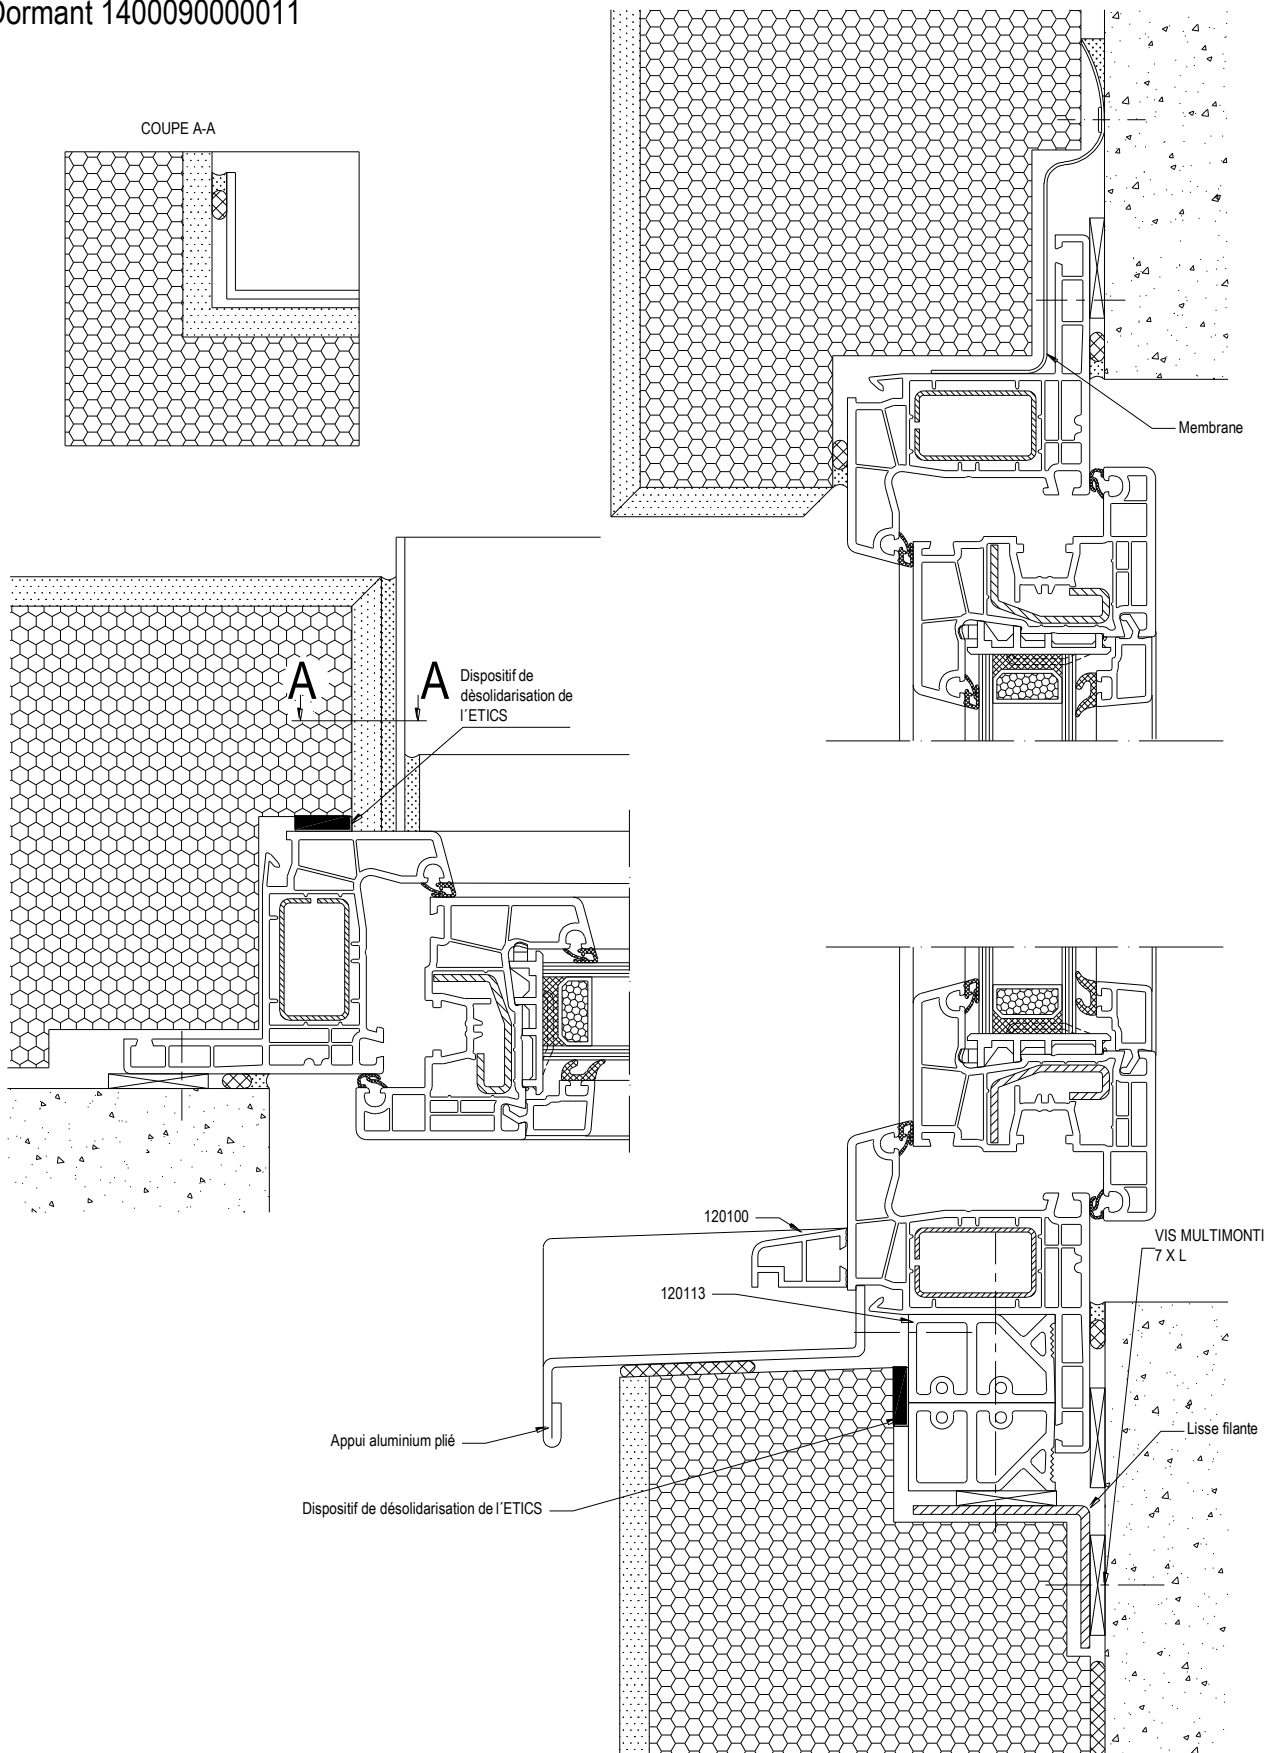 Dormant 1400090000011
COUPE A-A
Membrane
A
A
Dispositif de
dèsolidarisation de
l´ETICS
120100
VIS MULTIMONTI
7 X L
120113
Lisse filante
Appui aluminium plié
Dispositif de désolidarisation de l´ETICS